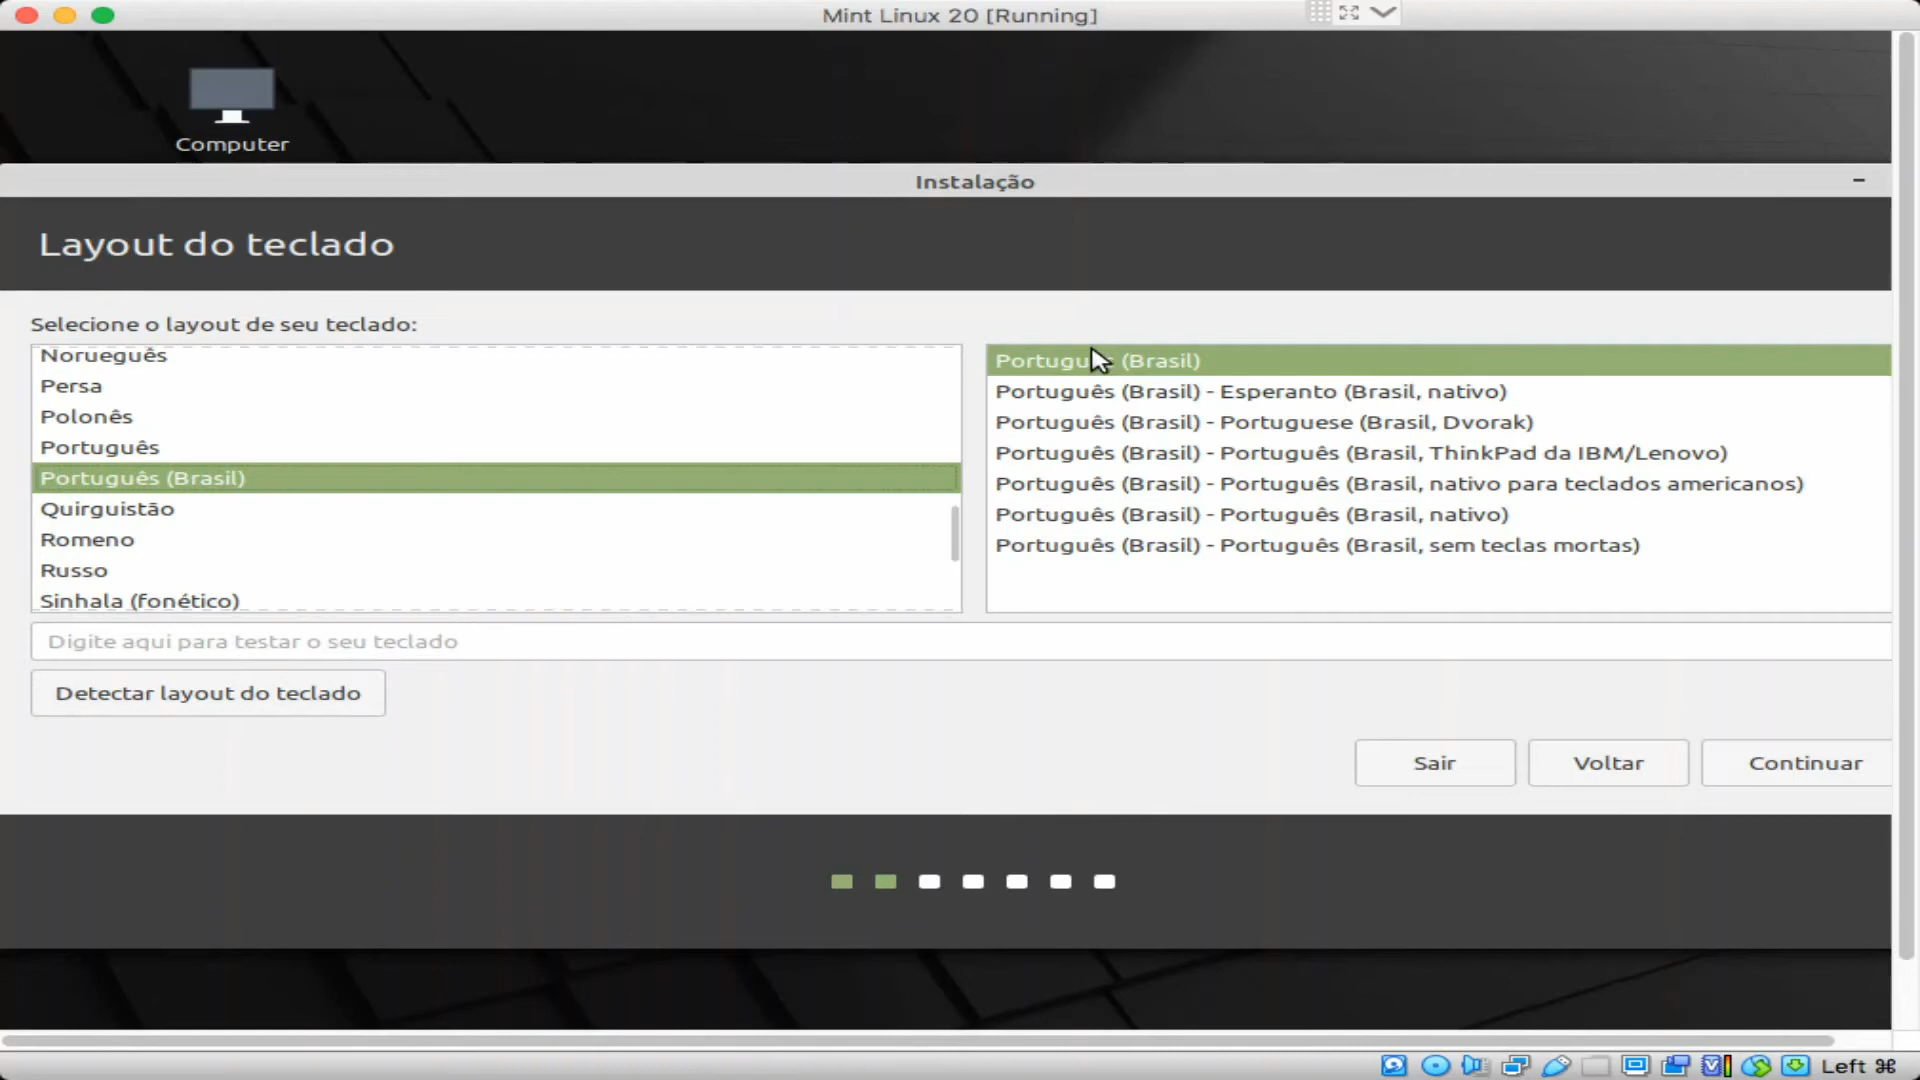 Mint Linux 20 [Running]
Computer
Instalação
Layout do teclado
Selecione o layout de seu teclado:
Norueguês
Persa
Polonês
Português
Português (Brasil)
Quirguistão
Romeno
Russo
Sinhala (fonético)
Português (Brasil)
Português (Brasil) - Esperanto (Brasil, nativo)
Português (Brasil) - Portuguese (Brasil, Dvorak)
Português (Brasil) - Português (Brasil, ThinkPad da IBM/Lenovo)
Português (Brasil) - Português (Brasil, nativo para teclados americanos)
Português (Brasil) - Português (Brasil, nativo)
Português (Brasil) - Português (Brasil, sem teclas mortas)
Digite aqui para testar o seu teclado
Detectar layout do teclado
Sair
Voltar
Continuar
Left ⌘